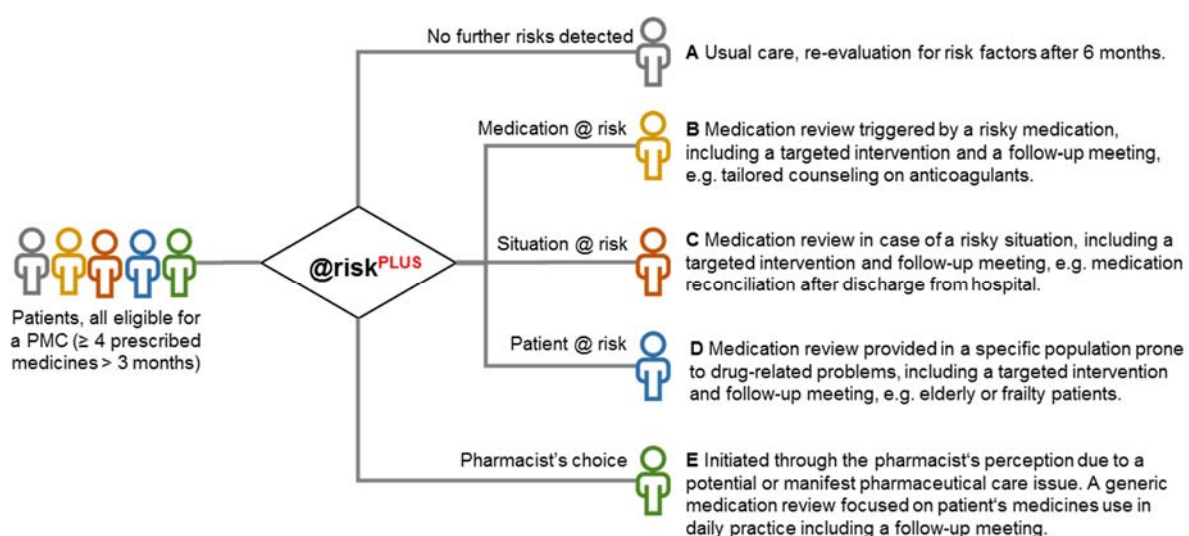 No further risks detected
A Usual care, re-evaluation for risk factors after 6 months.
Medication @ risk
B Medication review triggered by a risky medication,
including a targeted intervention and a follow-up meeting,
e.g. tailored counseling on anticoagulants.
Patients, all eligible for
a PMC (≥ 4 prescribed
medicines > 3 months)
@risk PLUS
Situation @ risk
C Medication review in case of a risky situation, including a
targeted intervention and follow-up meeting, e.g. medication
reconciliation after discharge from hospital.
Patient @ risk
D Medication review provided in a specific population prone
to drug-related problems, including a targeted intervention
and follow-up meeting, e.g. elderly or frailty patients.
Pharmacist's choice
E Initiated through the pharmacist‘s perception due to a
potential or manifest pharmaceutical care issue. A generic
medication review focused on patient‘s medicines use in
daily practice including a follow-up meeting.